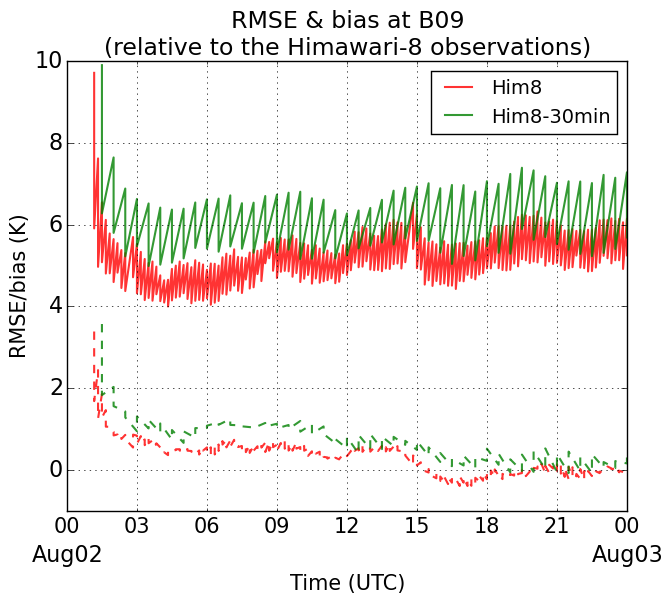 RMSE & bias at B09
(relative to the Himawari-8 observations)
Him8
Him8-30min
RMSE/bias (K)
10
8
6
4
2
0
00 03 06 09 12 15 18 21 00
Aug02 Aug03
Time (UTC)